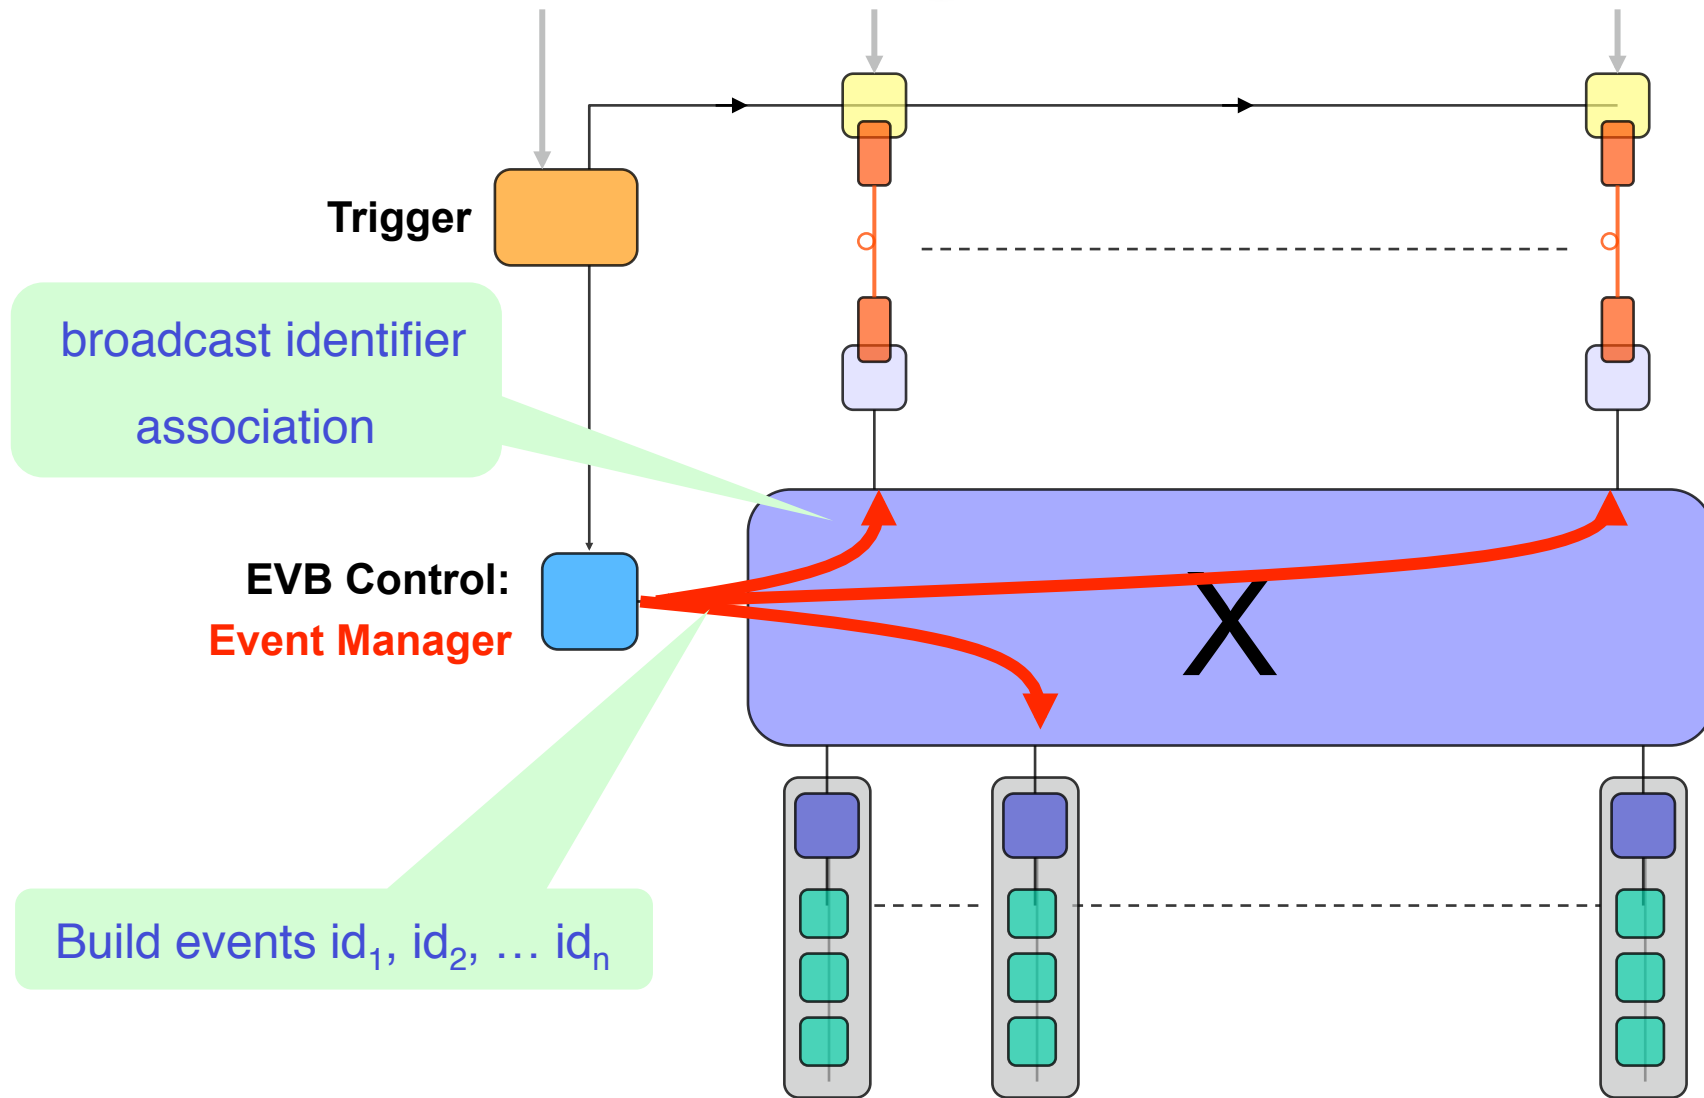 Trigger
broadcast identifier
association
EVB Control:
Event Manager
X
Build events id₁, id₂, … idₙ